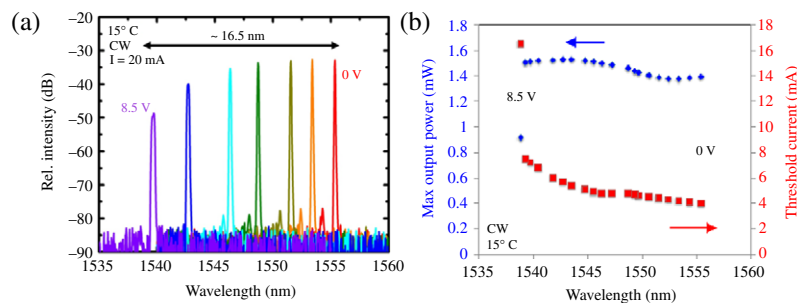 (a)
−20
−30
−40
−50
−60
−70
−80
−90
Rel. intensity (dB)
15° C
CW
I = 20 mA
~ 16.5 nm
8.5 V
0 V
1535 1540 1545 1550 1555 1560
Wavelength (nm)
(b)
1.8
1.6
1.4
1.2
1
0.8
0.6
0.4
0.2
0
Max output power (mW)
8.5 V
0 V
CW
15° C
18
16
14
12
10
8
6
4
2
0
Threshold current (mA)
1535 1540 1545 1550 1555 1560
Wavelength (nm)